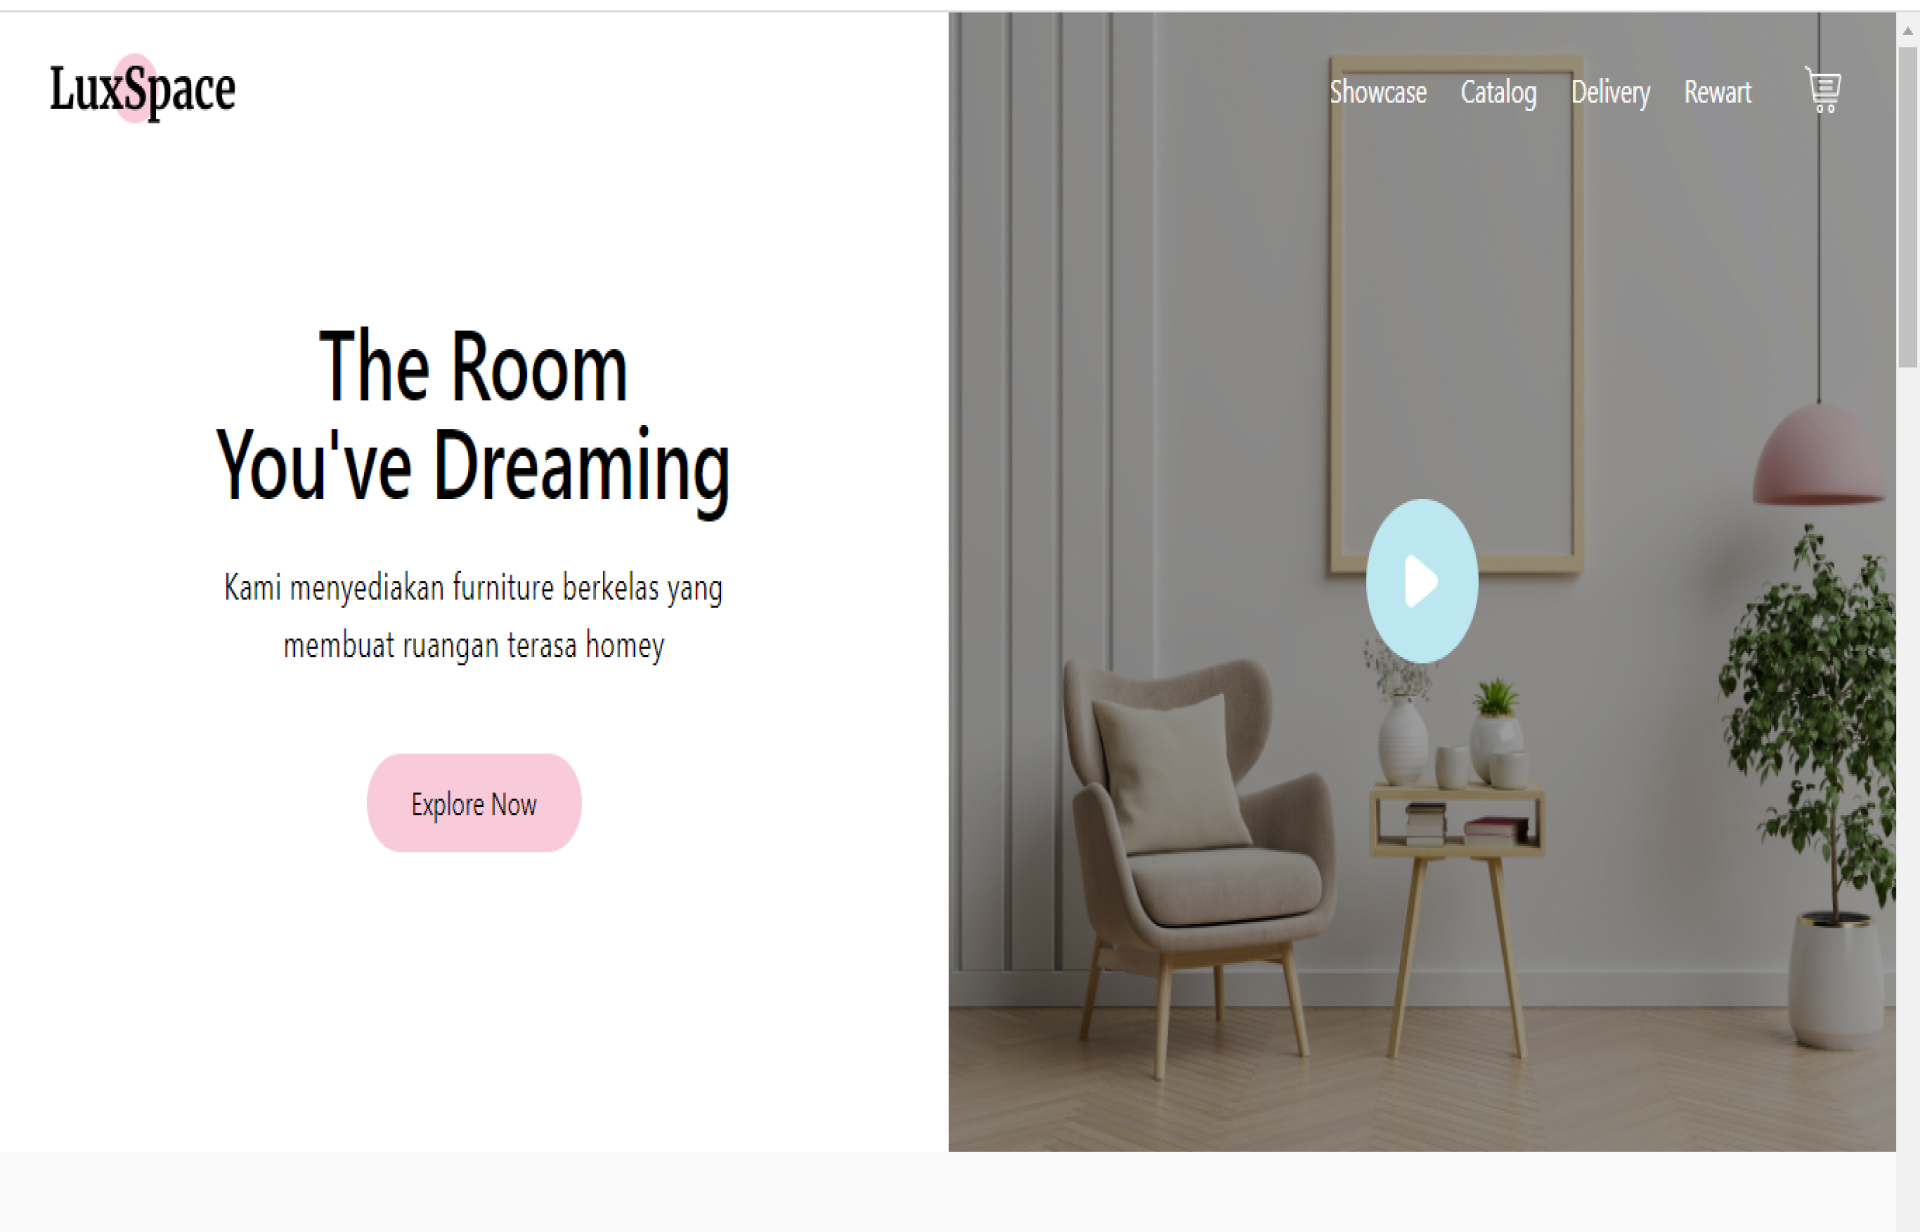 LuxSpace
Showcase Catalog Delivery Rewart
The Room
You've Dreaming
Kami menyediakan furniture berkelas yang
membuat ruangan terasa homey
Explore Now